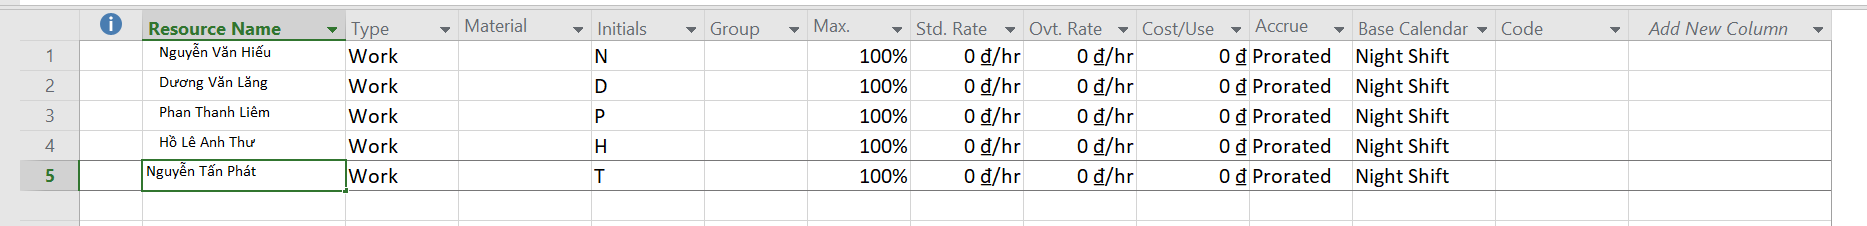 i Resource Name Type Material Initials Group Max. Std. Rate Ovt. Rate Cost/Use Accrue Base Calendar Code Add New Column
1 Nguyễn Văn Hiếu Work N 100% 0 ₫/hr 0 ₫/hr 0 ₫ Prorated Night Shift
2 Dương Văn Lăng Work D 100% 0 ₫/hr 0 ₫/hr 0 ₫ Prorated Night Shift
3 Phan Thanh Liêm Work P 100% 0 ₫/hr 0 ₫/hr 0 ₫ Prorated Night Shift
4 Hồ Lê Anh Thư Work H 100% 0 ₫/hr 0 ₫/hr 0 ₫ Prorated Night Shift
5 Nguyễn Tấn Phát Work T 100% 0 ₫/hr 0 ₫/hr 0 ₫ Prorated Night Shift